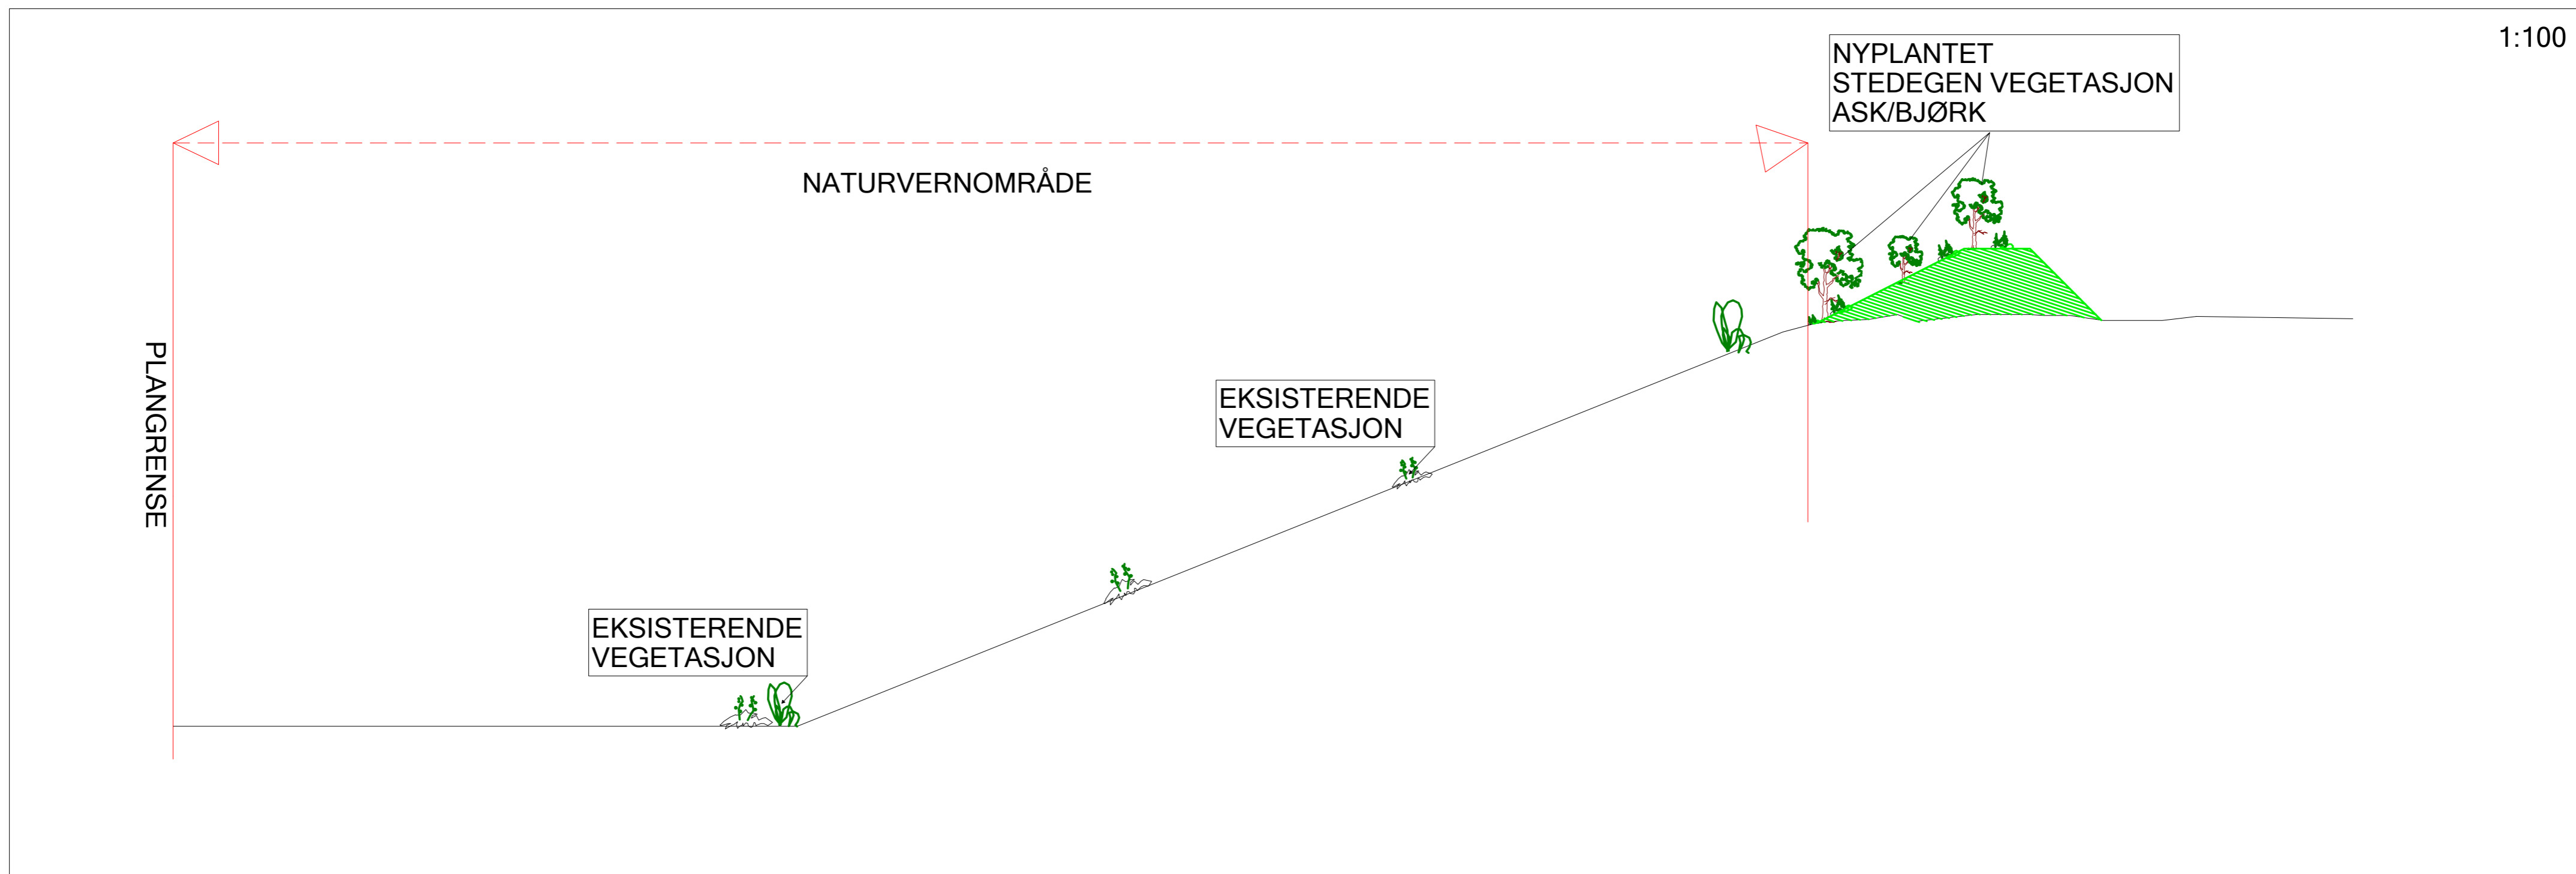 1:100
NYPLANTET
STEDEGEN VEGETASJON
ASK/BJØRK
NATURVERNOMRÅDE
PLANGRENSE
EKSISTERENDE
VEGETASJON
EKSISTERENDE
VEGETASJON